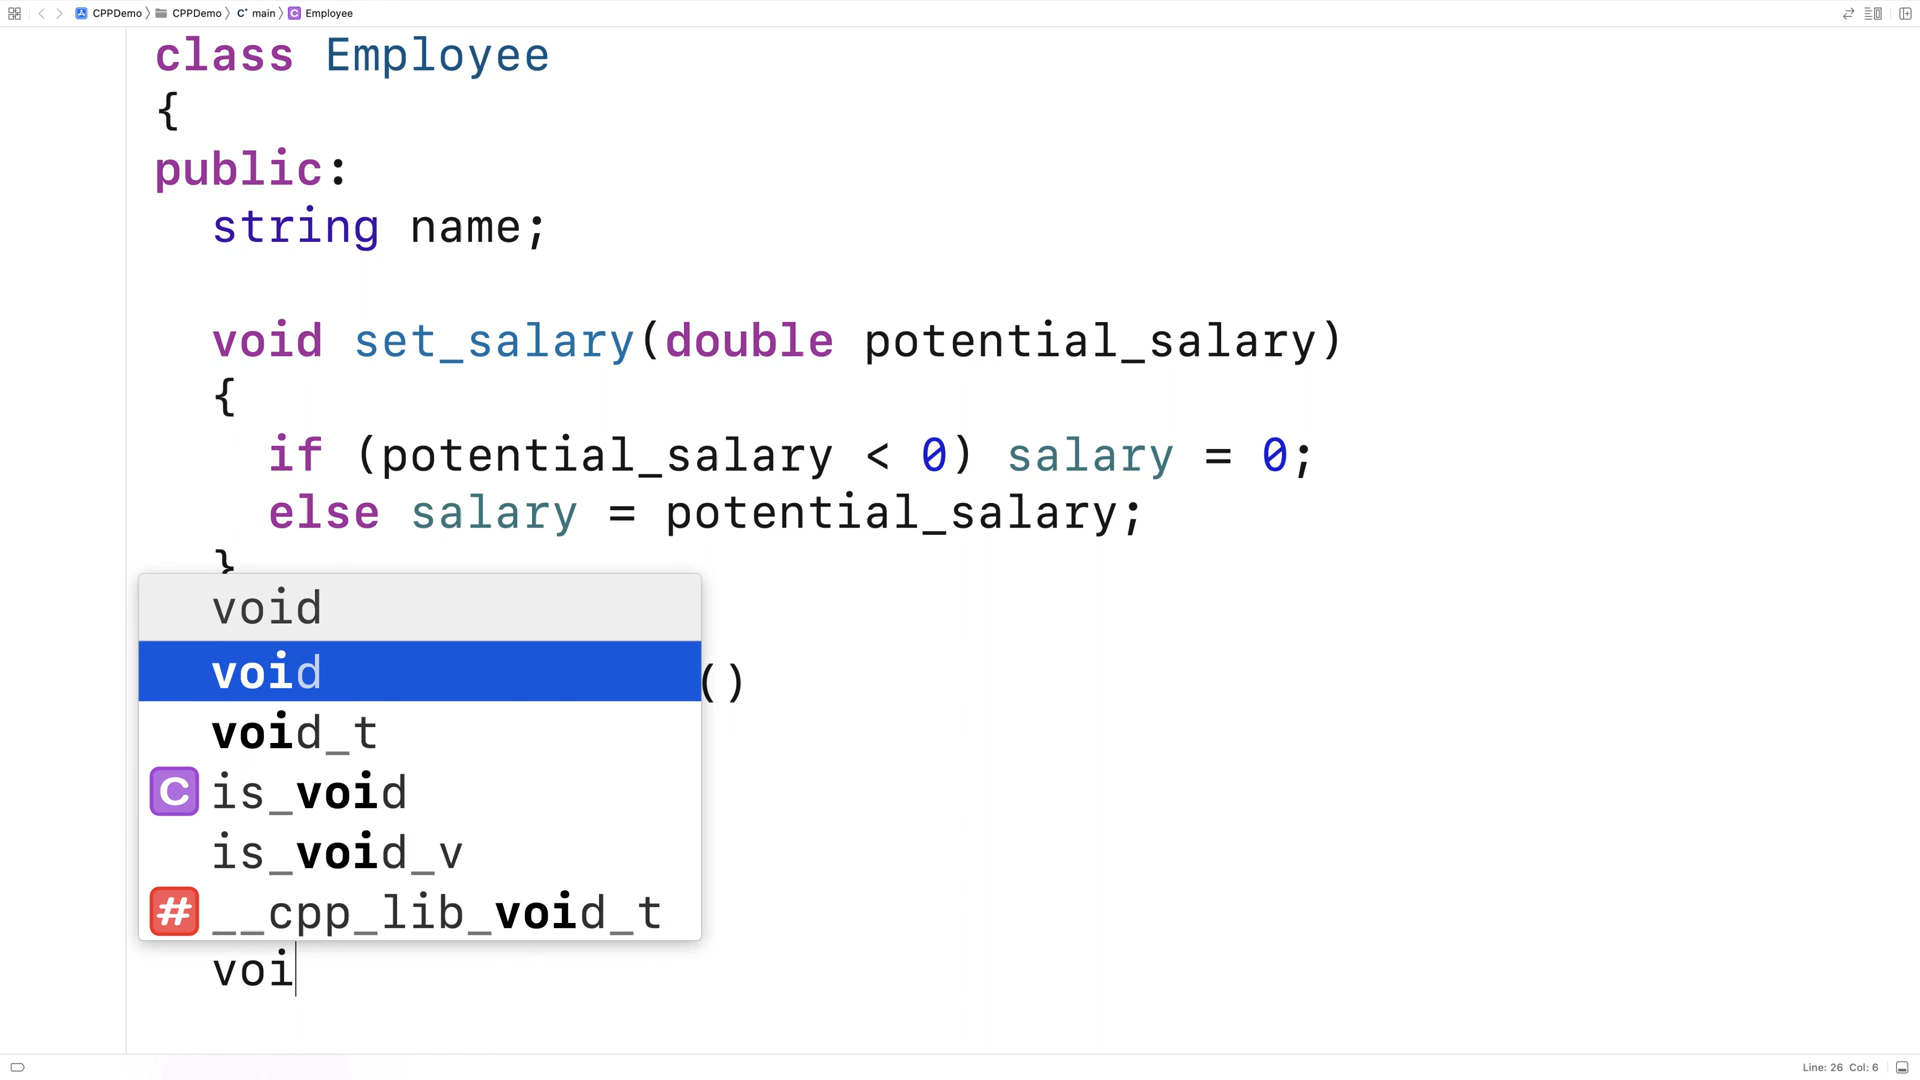 CPPDemo CPPDemo main Employee
class Employee
{
public:
string name;
void set_salary(double potential_salary)
{
if (potential_salary < 0) salary = 0;
else salary = potential_salary;
}
void
void
()
void_t
is_void
is_void_v
__cpp_lib_void_t
voi
Line: 26 Col: 6